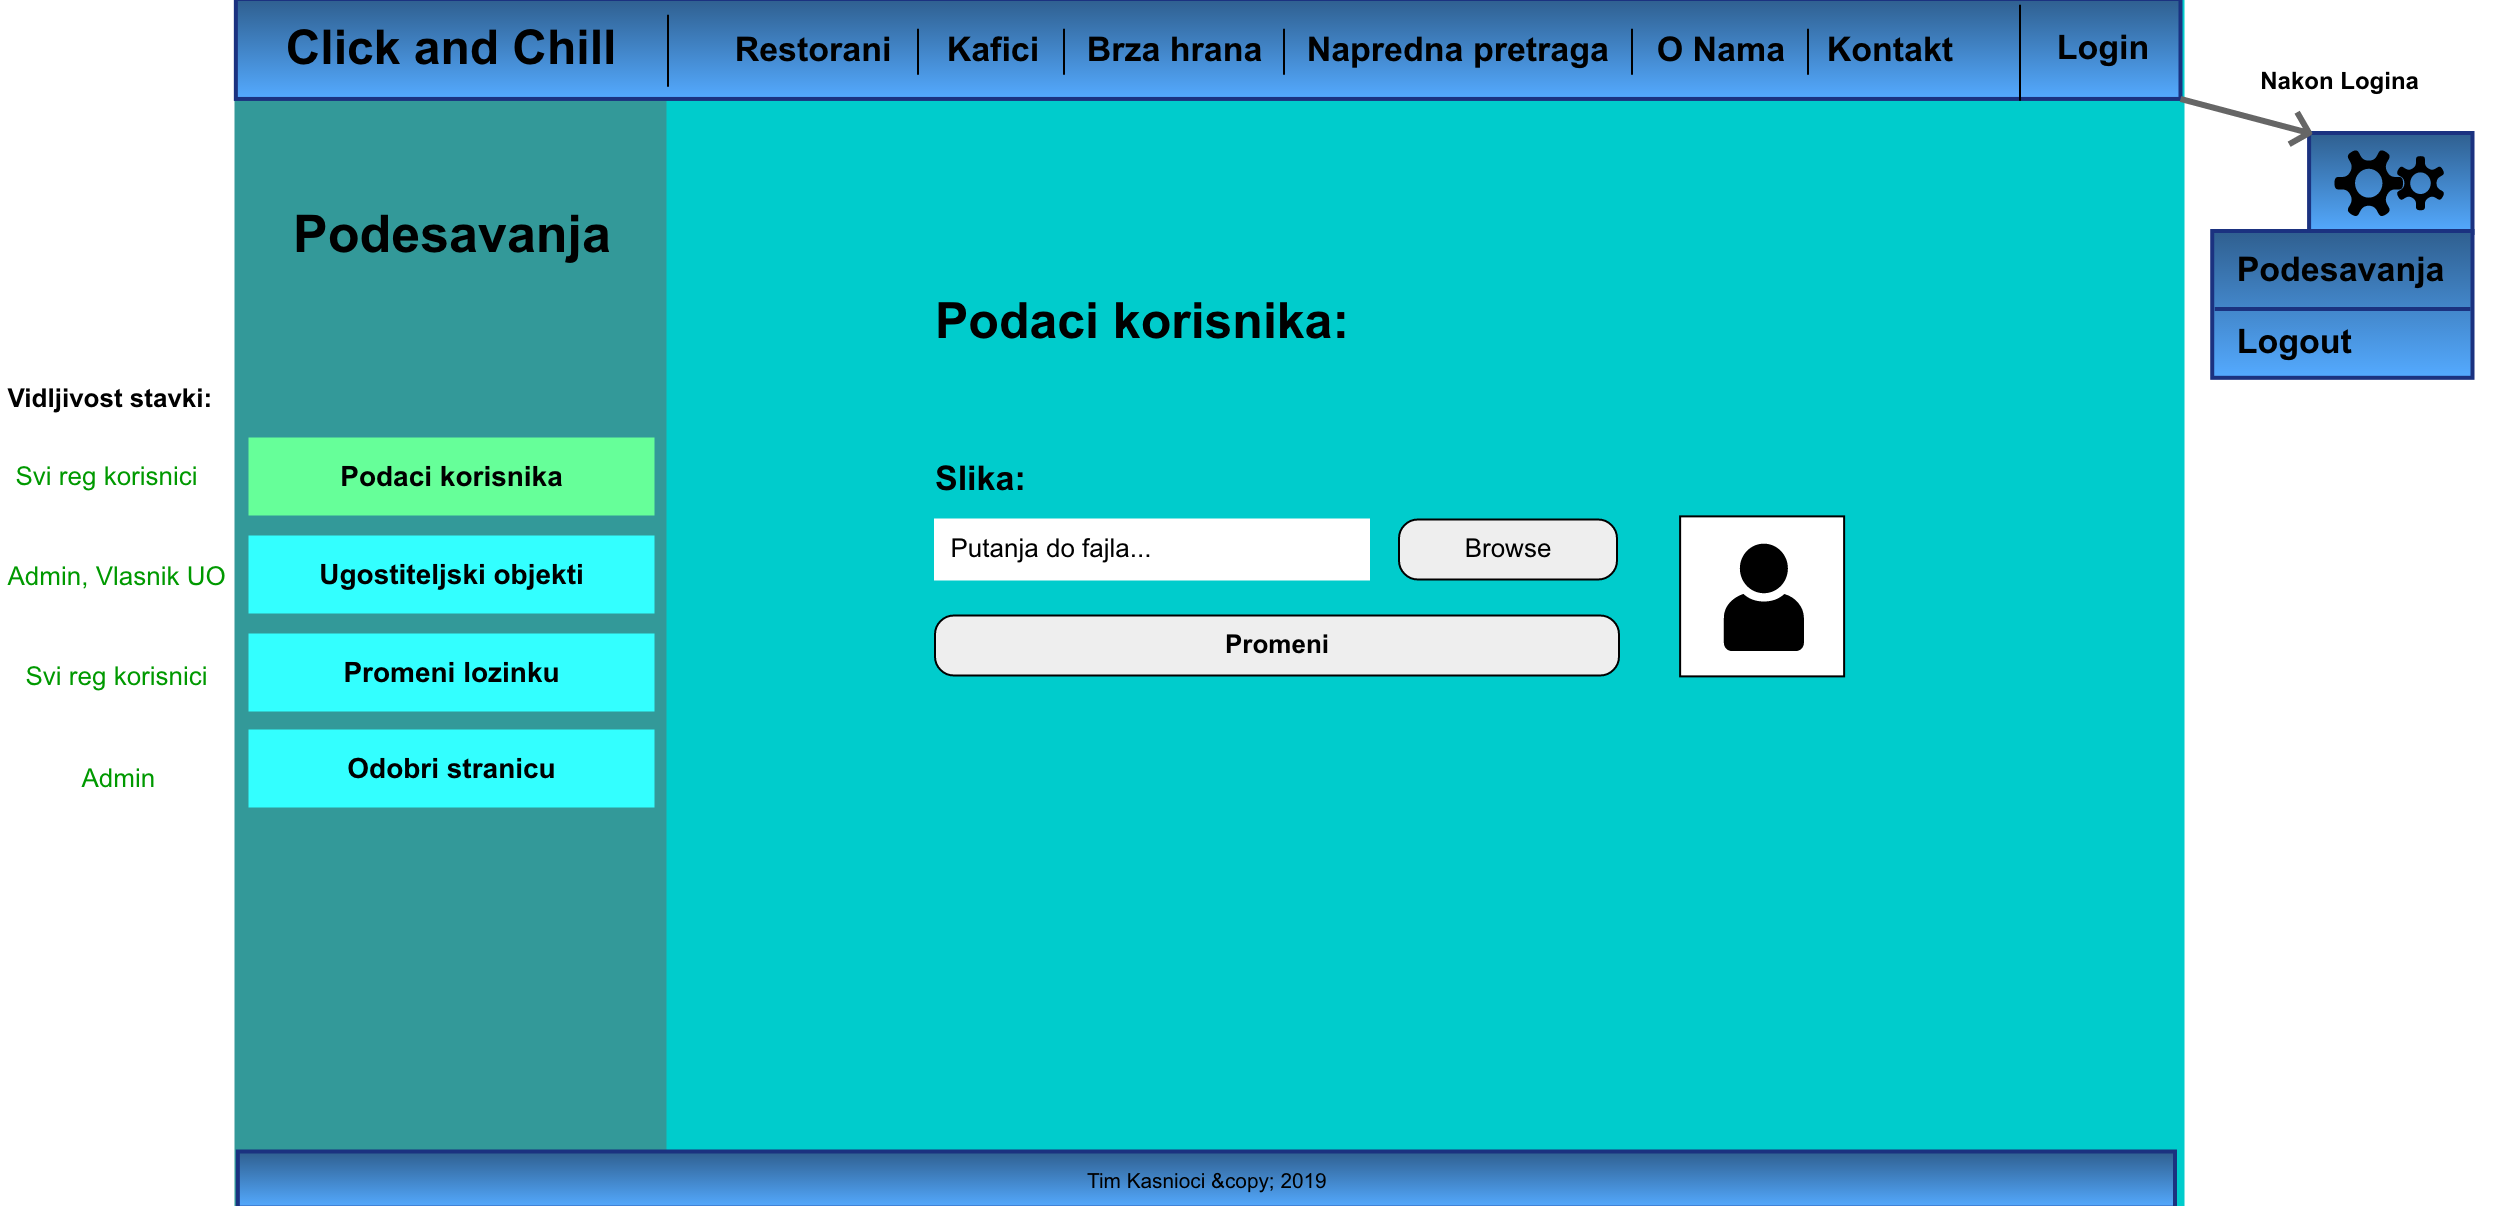 Click and Chill
Restorani
Kafici
Brza hrana
Napredna pretraga
O Nama
Kontakt
Login
Nakon Logina
Podesavanja
Logout
Podesavanja
Podaci korisnika:
Vidljivost stavki:
Svi reg korisnici
Podaci korisnika
Admin, Vlasnik UO
Ugostiteljski objekti
Svi reg korisnici
Promeni lozinku
Admin
Odobri stranicu
Slika:
Putanja do fajla...
Browse
Promeni
Tim Kasnioci &copy; 2019